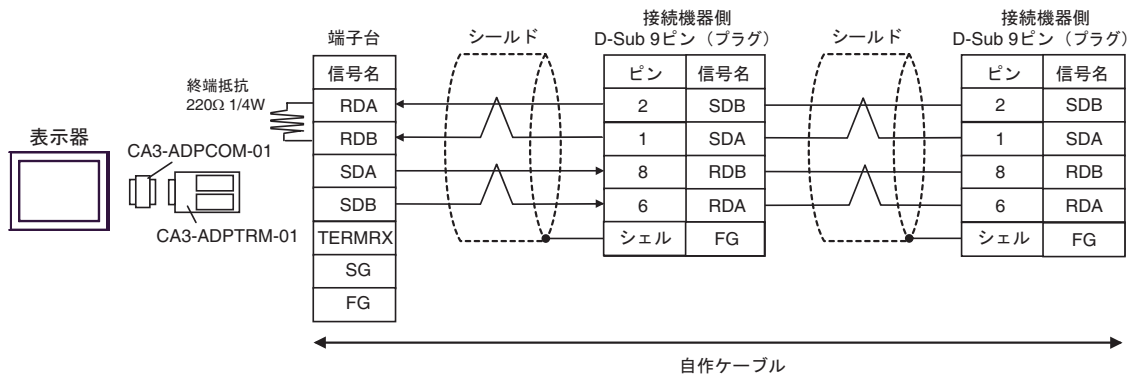 表示器
CA3-ADPCOM-01
CA3-ADPTRM-01
終端抵抗
220Ω 1/4W
端子台
信号名
RDA
RDB
SDA
SDB
TERMRX
SG
FG
シールド
接続機器側
D-Sub 9ピン（プラグ）
ピン 信号名
2 SDB
1 SDA
8 RDB
6 RDA
シェル FG
シールド
接続機器側
D-Sub 9ピン（プラグ）
ピン 信号名
2 SDB
1 SDA
8 RDB
6 RDA
シェル FG
自作ケーブル